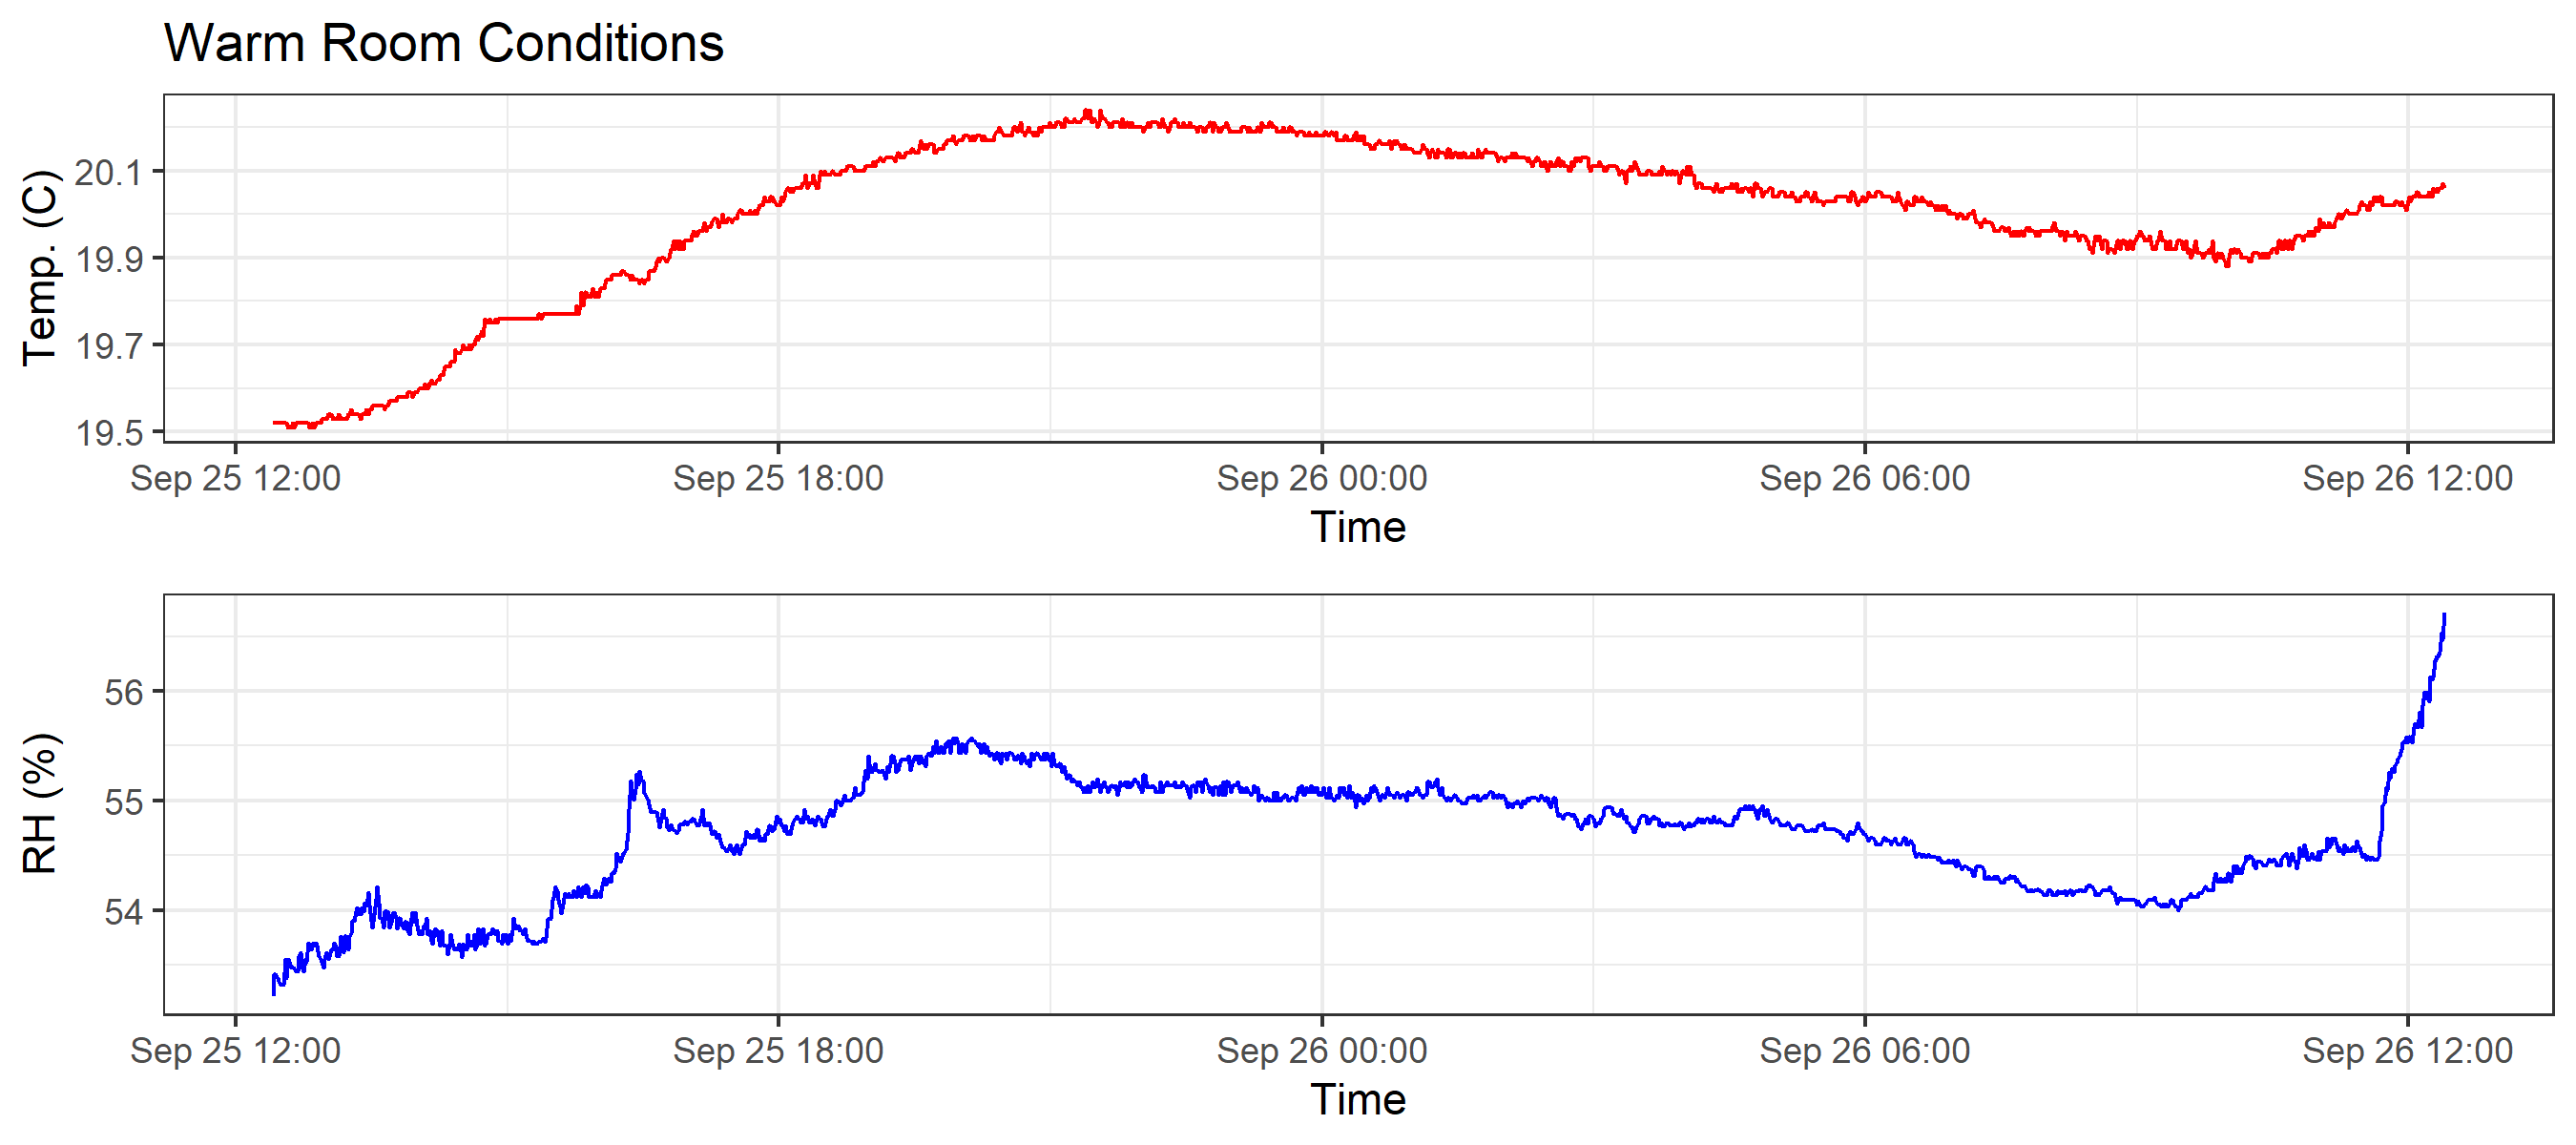 Warm Room Conditions
Temp. (C)
20.1
19.9
19.7
19.5
Sep 25 12:00 Sep 25 18:00 Sep 26 00:00 Sep 26 06:00 Sep 26 12:00
Time
RH (%)
56
55
54
Sep 25 12:00 Sep 25 18:00 Sep 26 00:00 Sep 26 06:00 Sep 26 12:00
Time